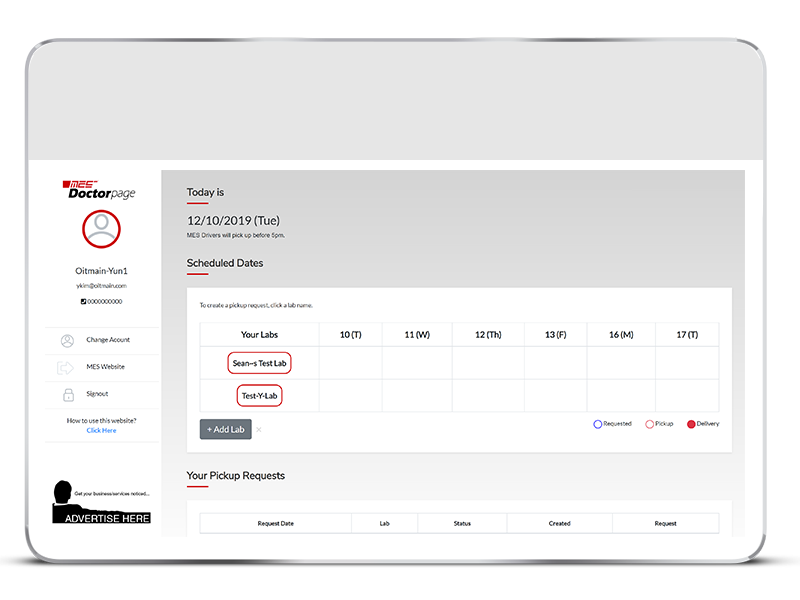 MES
Doctorpage
Oitmain-Yun1
ykim@oitmain.com
0000000000
Change Acount
MES Website
Signout
How to use this website?
Click Here
Get your business/services noticed...
ADVERTISE HERE
Today is
12/10/2019 (Tue)
MES Drivers will pick up before 5pm.
Scheduled Dates
To create a pickup request, click a lab name.
Your Labs 10 (T) 11 (W) 12 (Th) 13 (F) 16 (M) 17 (T)
Sean~s Test Lab
Test-Y-Lab
+ Add Lab ×
Requested Pickup Delivery
Your Pickup Requests
Request Date Lab Status Created Request